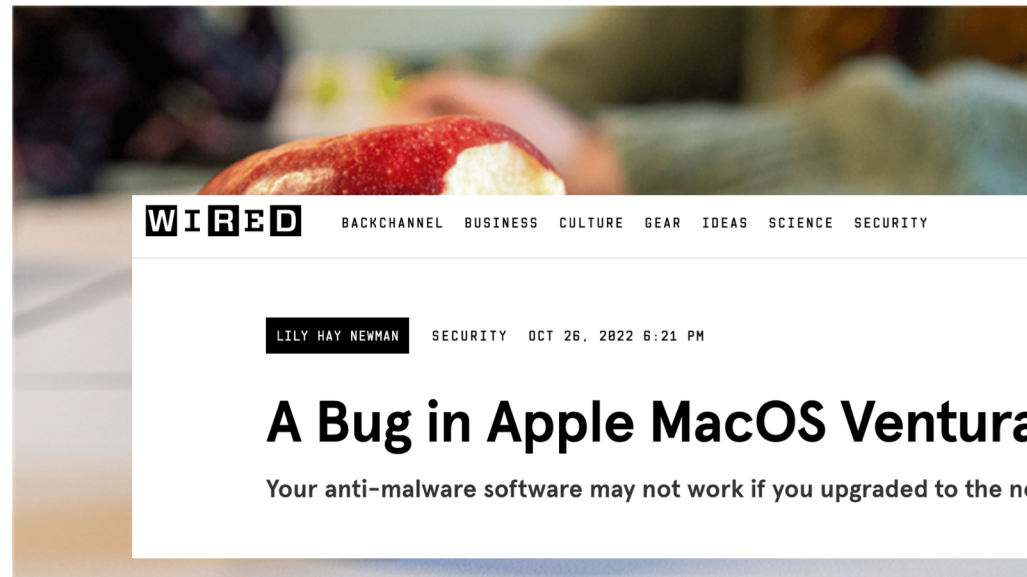 WIRED
BACKCHANNEL BUSINESS CULTURE GEAR IDEAS SCIENCE SECURITY
LILY HAY NEWMAN SECURITY OCT 26, 2022 6:21 PM
A Bug in Apple MacOS Ventura
Your anti-malware software may not work if you upgraded to the